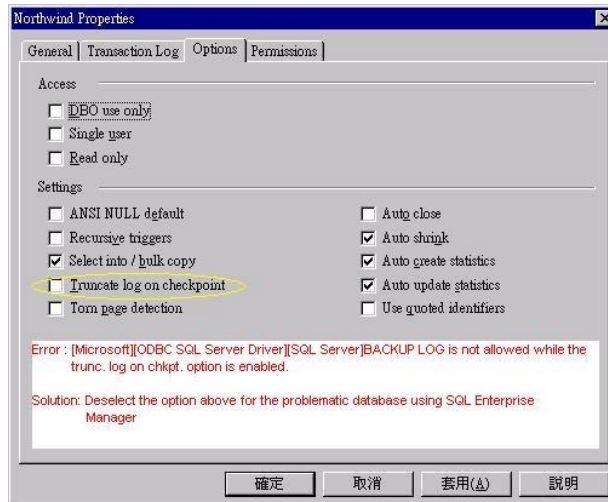 Northwind Properties
General
Transaction Log
Options
Permissions
Access
DBO use only
Single user
Read only
Settings
ANSI NULL default
Recursive triggers
Select into / bulk copy
Truncate log on checkpoint
Torn page detection
Auto close
Auto shrink
Auto create statistics
Auto update statistics
Use quoted identifiers
Error : [Microsoft][ODBC SQL Server Driver][SQL Server]BACKUP LOG is not allowed while the
trunc. log on chkpt. option is enabled.
Solution: Deselect the option above for the problematic database using SQL Enterprise
Manager
確定
取消
套用(A)
說明